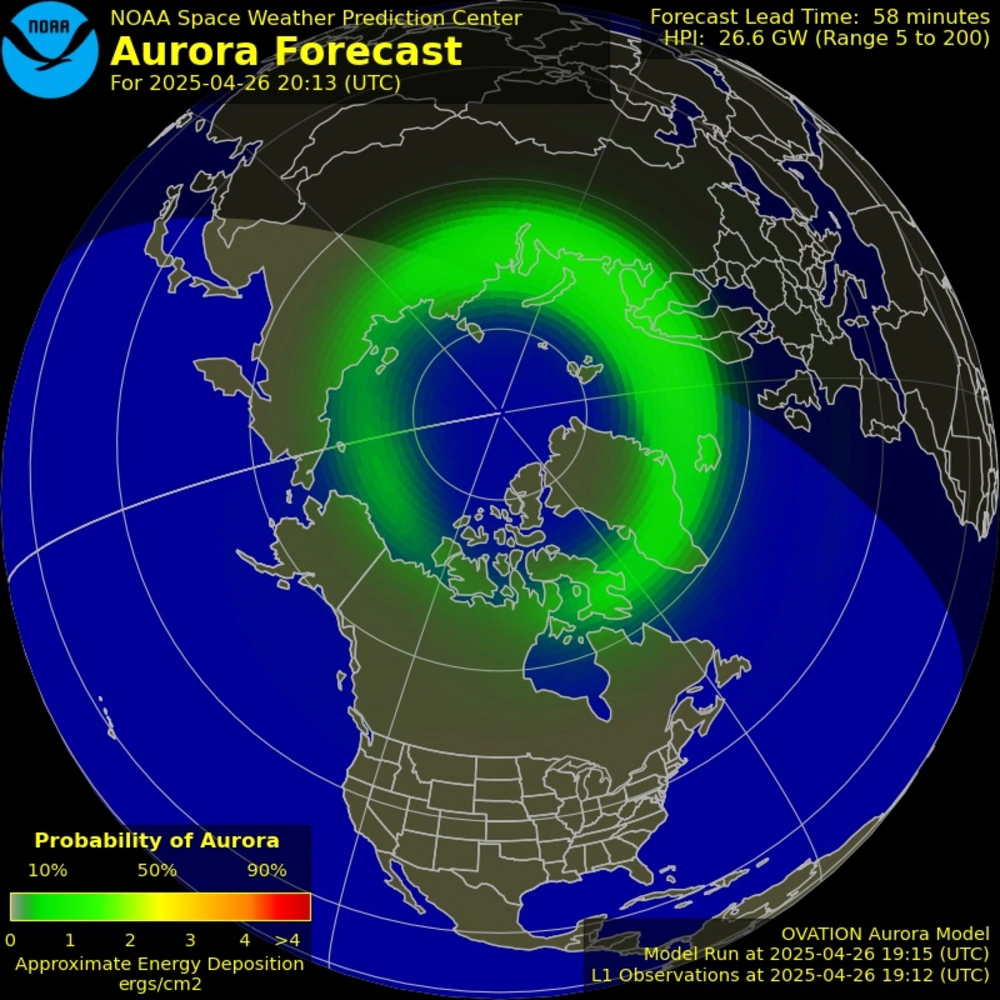 NOAA
NOAA Space Weather Prediction Center
Aurora Forecast
For 2025-04-26 20:13 (UTC)
Forecast Lead Time: 58 minutes
HPI: 26.6 GW (Range 5 to 200)
Probability of Aurora
10% 50% 90%
0 1 2 3 4 >4
Approximate Energy Deposition
ergs/cm2
OVATION Aurora Model
Model Run at 2025-04-26 19:15 (UTC)
L1 Observations at 2025-04-26 19:12 (UTC)